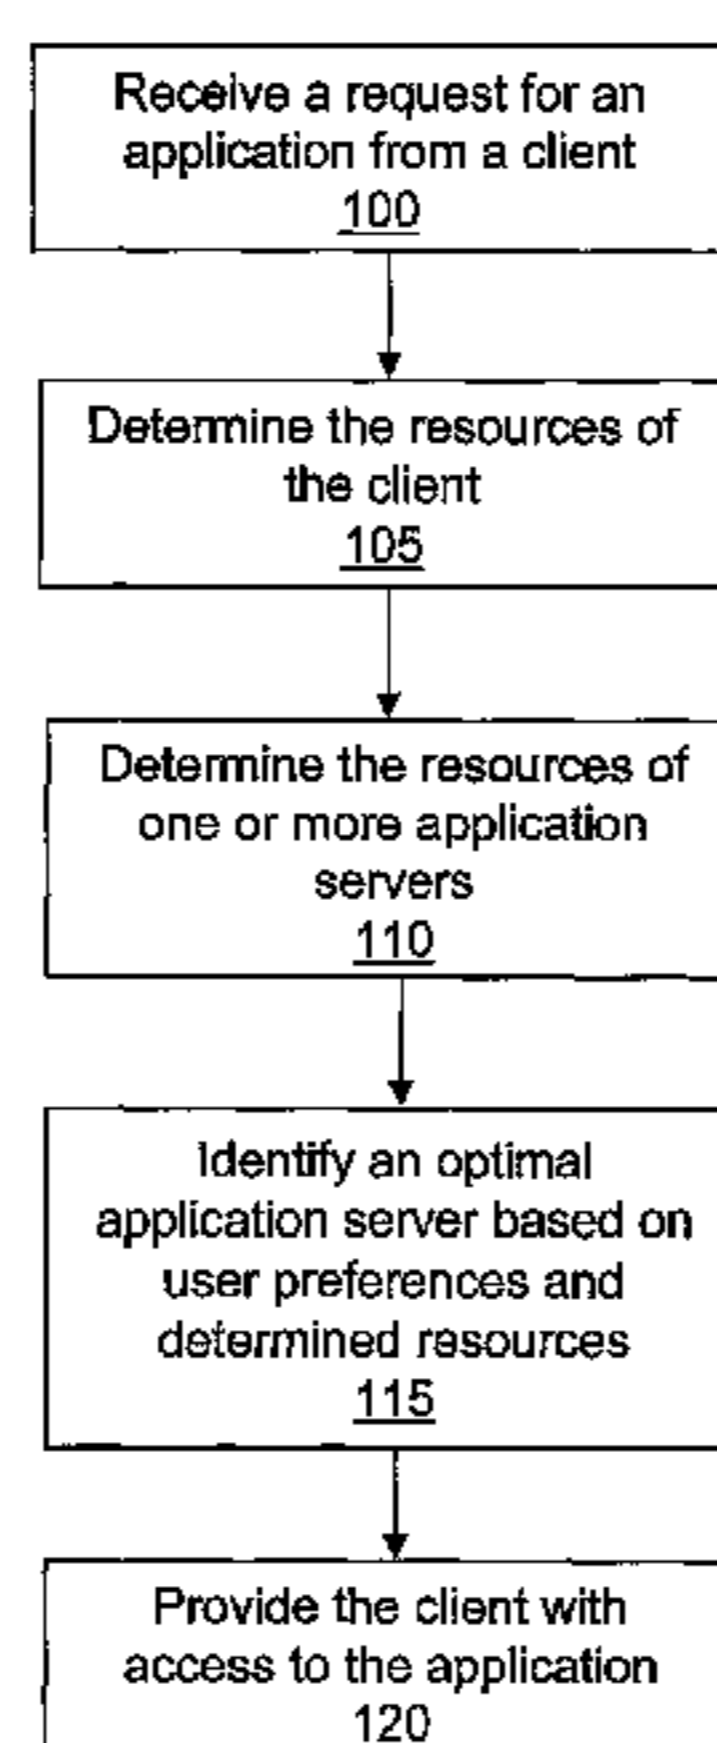 Receive a request for an
application from a client
100
Determine the resources of
the client
105
Determine the resources of
one or more application
servers
110
Identify an optimal
application server based on
user preferences and
determined resources
115
Provide the client with
access to the application
120